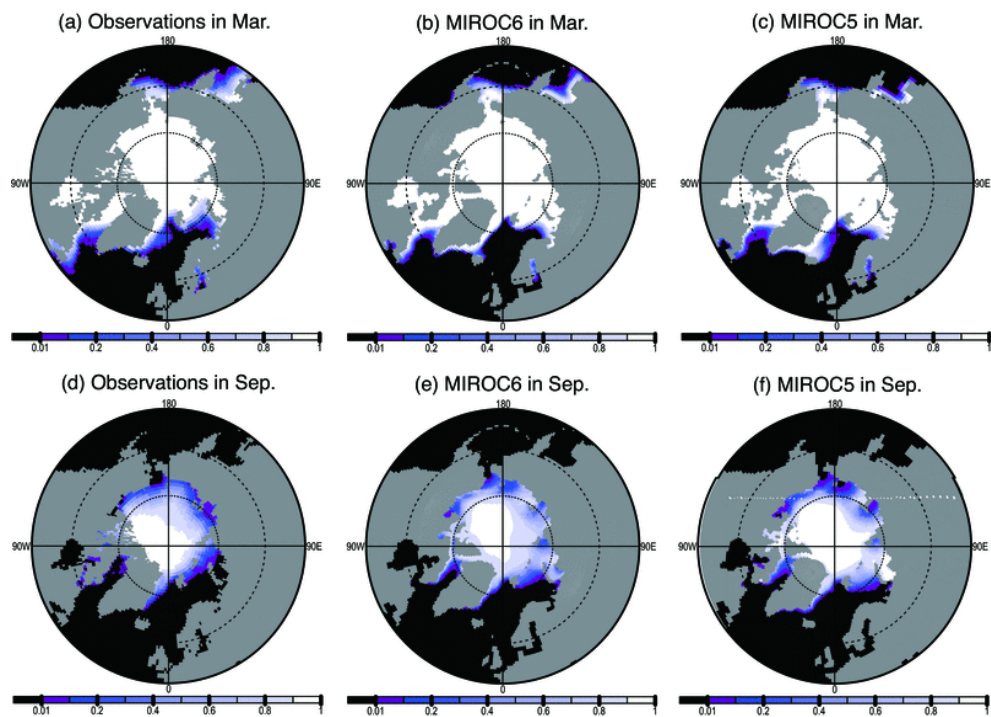 (a) Observations in Mar.
(b) MIROC6 in Mar.
(c) MIROC5 in Mar.
180
180
180
90W
90E
90W
90E
90W
90E
0
0
0
0.01 0.2 0.4 0.6 0.8 1
0.01 0.2 0.4 0.6 0.8 1
0.01 0.2 0.4 0.6 0.8 1
(d) Observations in Sep.
(e) MIROC6 in Sep.
(f) MIROC5 in Sep.
180
180
180
90W
90E
90W
90E
90W
90E
0
0
0
0.01 0.2 0.4 0.6 0.8 1
0.01 0.2 0.4 0.6 0.8 1
0.01 0.2 0.4 0.6 0.8 1